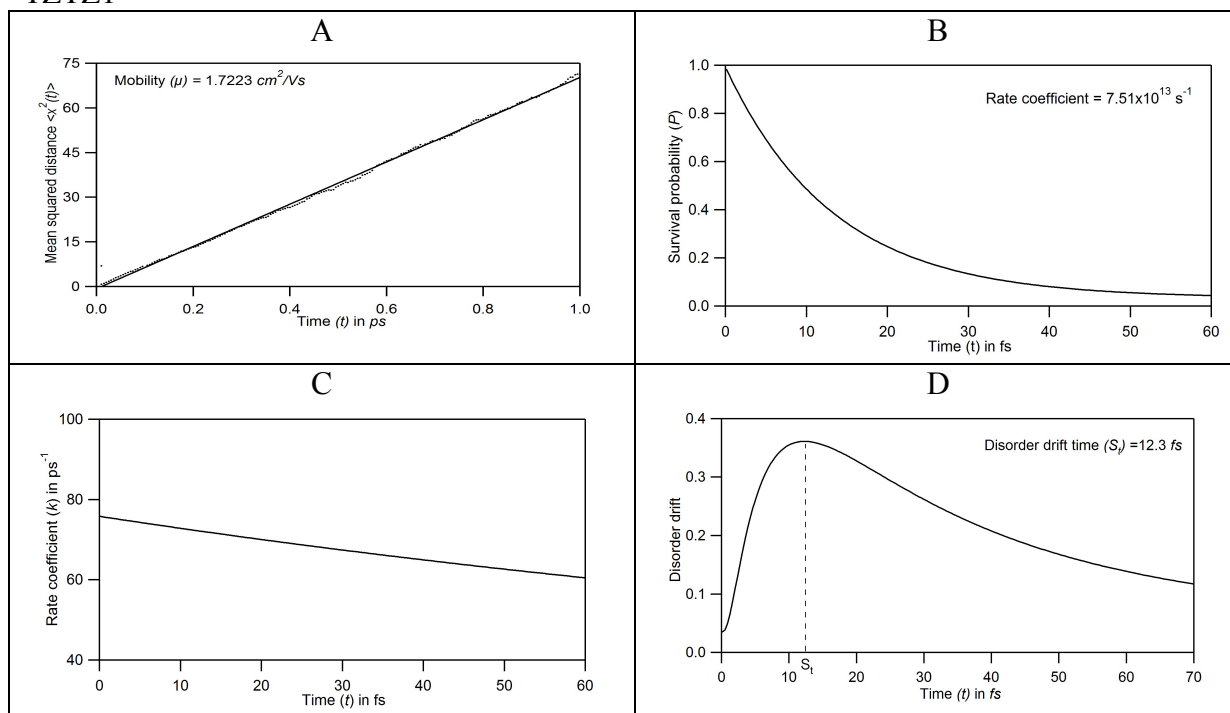 A
Mobility (μ) = 1.7223 cm²/Vs
Mean squared distance <x²(t)>
75
60
45
30
15
0
0.0 0.2 0.4 0.6 0.8 1.0
Time (t) in ps
B
Rate coefficient = 7.51x10¹³ s⁻¹
Survival probability (P)
1.0
0.8
0.6
0.4
0.2
0.0
0 10 20 30 40 50 60
Time (t) in fs
C
Rate coefficient (k) in ps⁻¹
100
80
60
40
0 10 20 30 40 50 60
Time (t) in fs
D
Disorder drift time (Sₜ) =12.3 fs
Disorder drift
0.4
0.3
0.2
0.1
0.0
0 10 Sₜ 20 30 40 50 60 70
Time (t) in fs